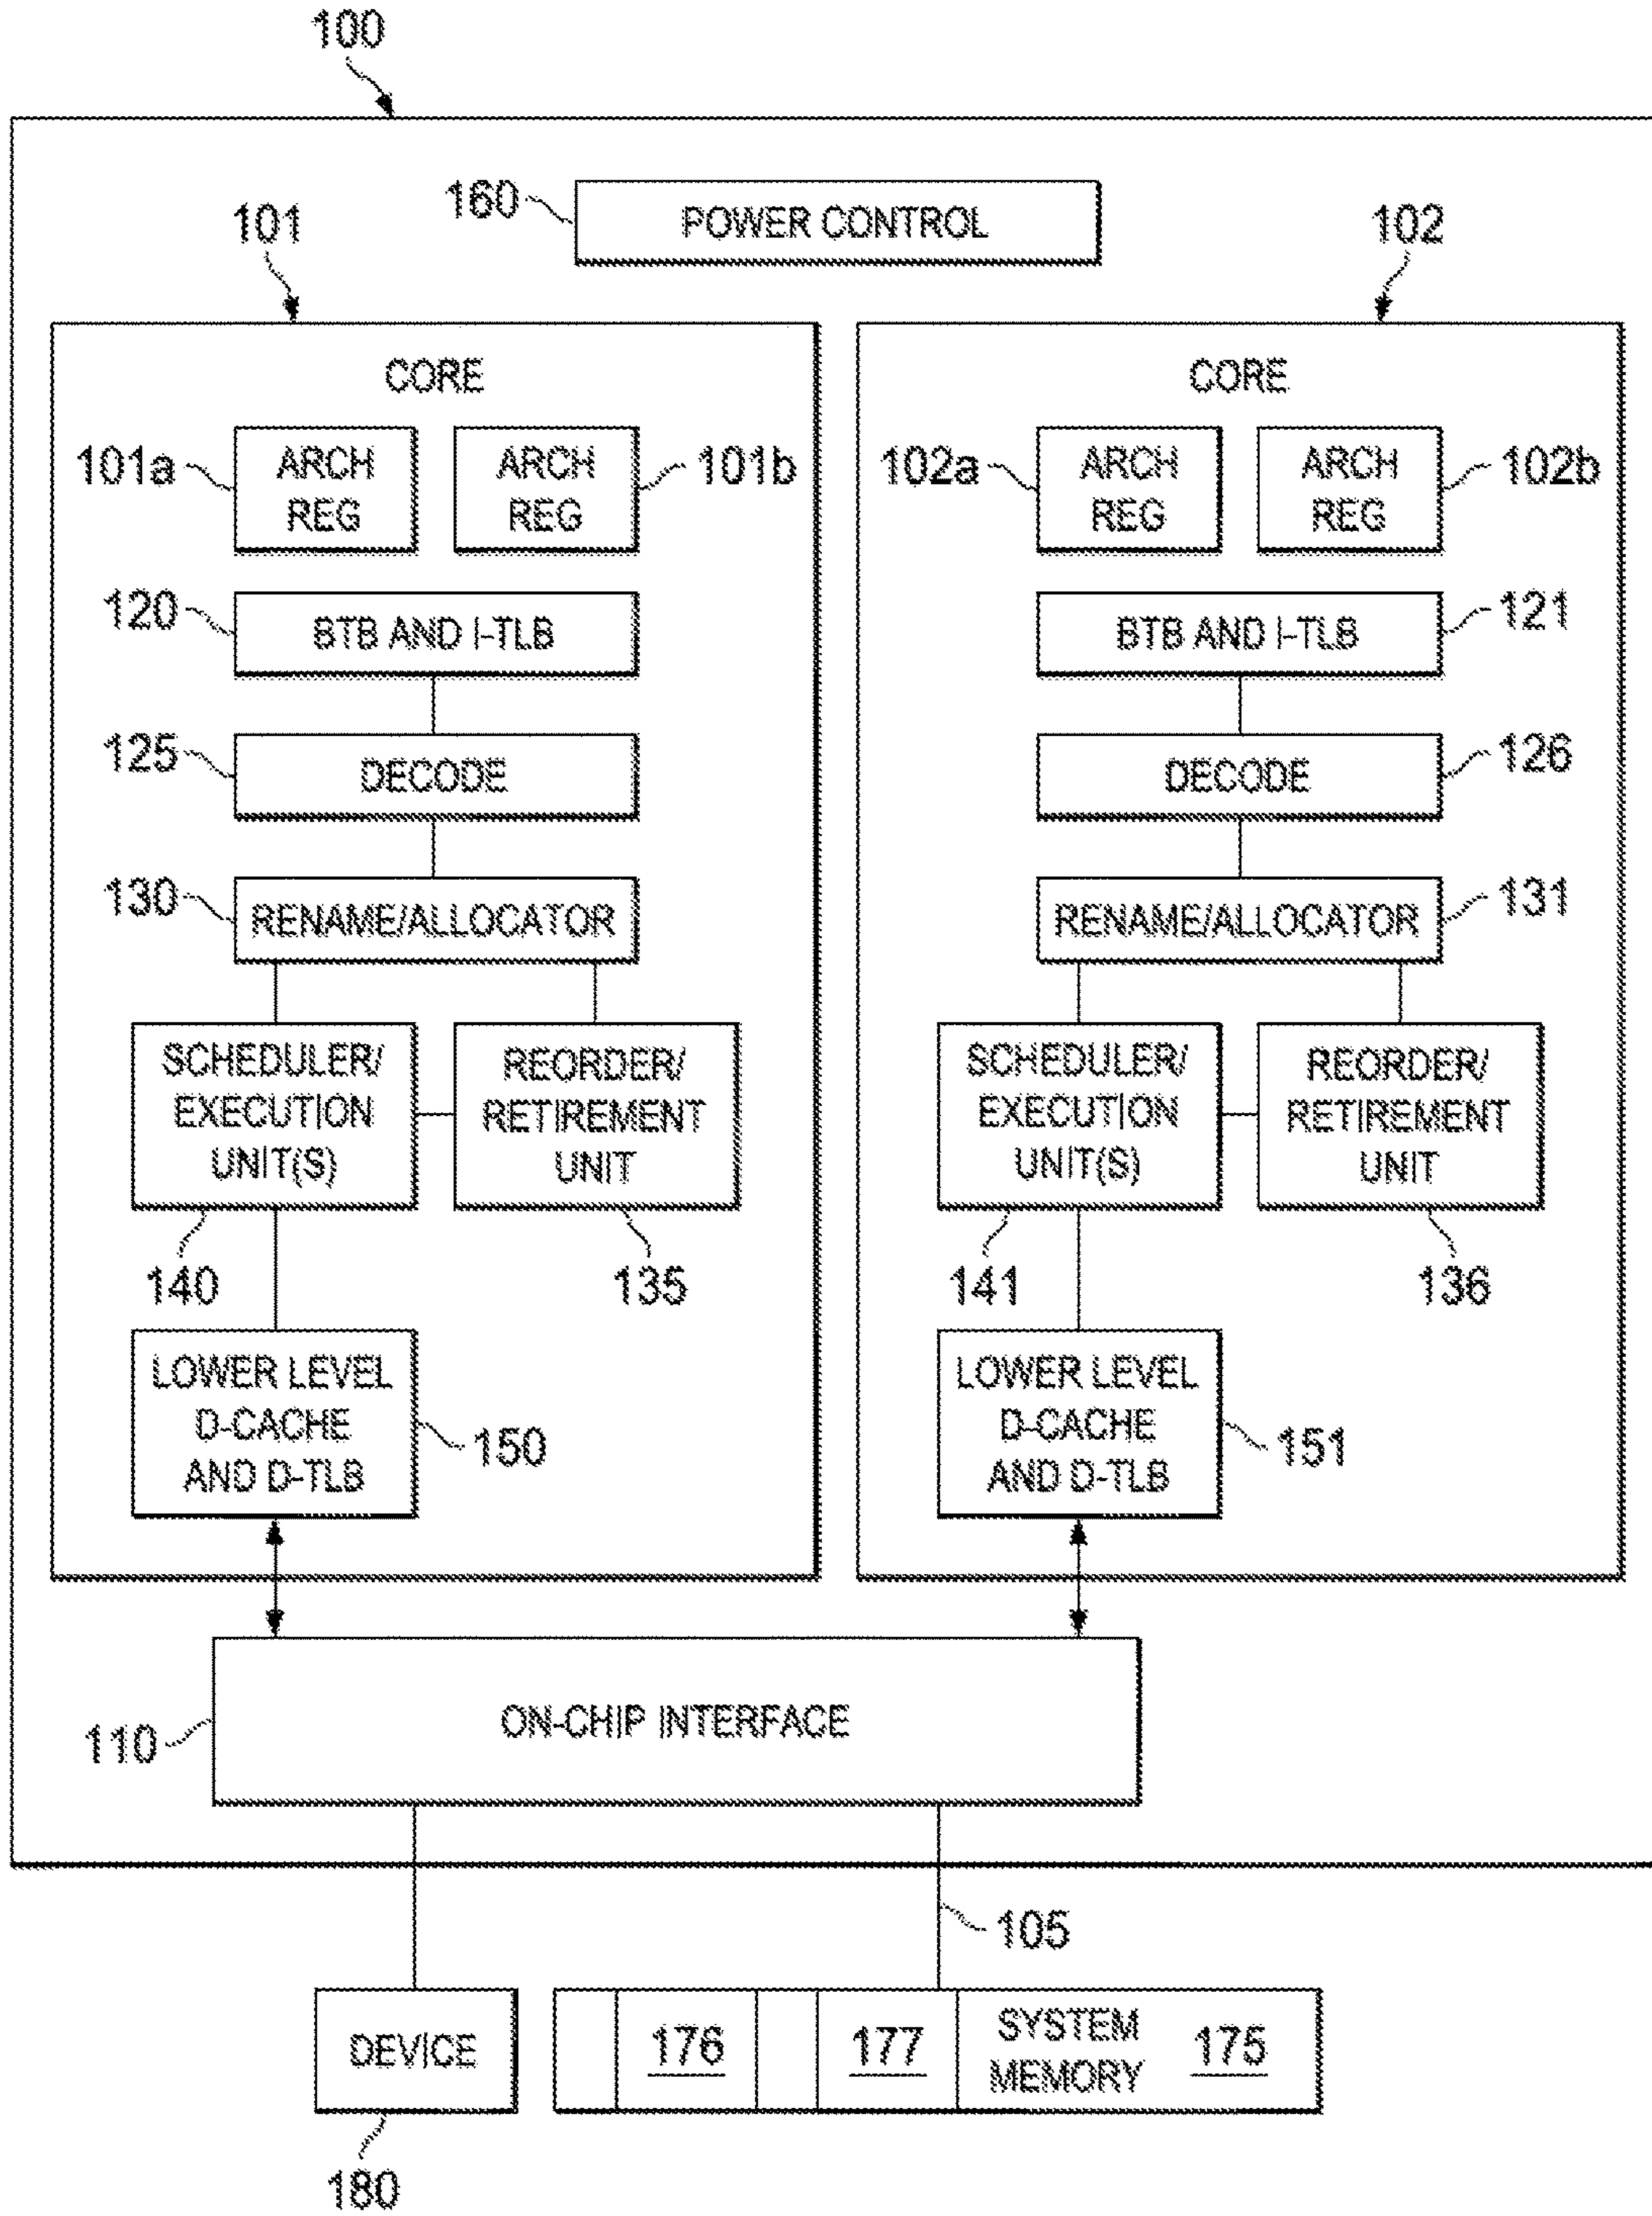 100
160
POWER CONTROL
101
102
CORE
CORE
101a
ARCH
REG
ARCH
REG
101b
102a
ARCH
REG
ARCH
REG
102b
120
BTB AND I-TLB
BTB AND I-TLB
121
125
DECODE
DECODE
126
130
RENAME/ALLOCATOR
RENAME/ALLOCATOR
131
SCHEDULER/
EXECUTION
UNIT(S)
REORDER/
RETIREMENT
UNIT
SCHEDULER/
EXECUTION
UNIT(S)
REORDER/
RETIREMENT
UNIT
140
135
141
136
LOWER LEVEL
D-CACHE
AND D-TLB
150
LOWER LEVEL
D-CACHE
AND D-TLB
151
110
ON-CHIP INTERFACE
105
DEVICE
176
177
SYSTEM
MEMORY
175
180